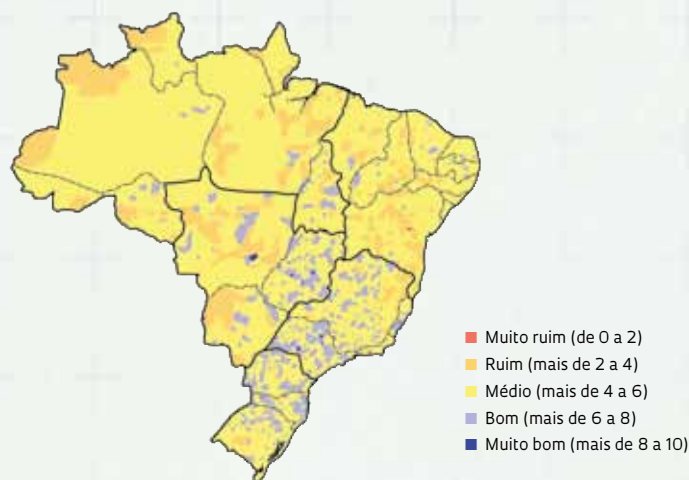 Muito ruim (de 0 a 2)
Ruim (mais de 2 a 4)
Médio (mais de 4 a 6)
Bom (mais de 6 a 8)
Muito bom (mais de 8 a 10)